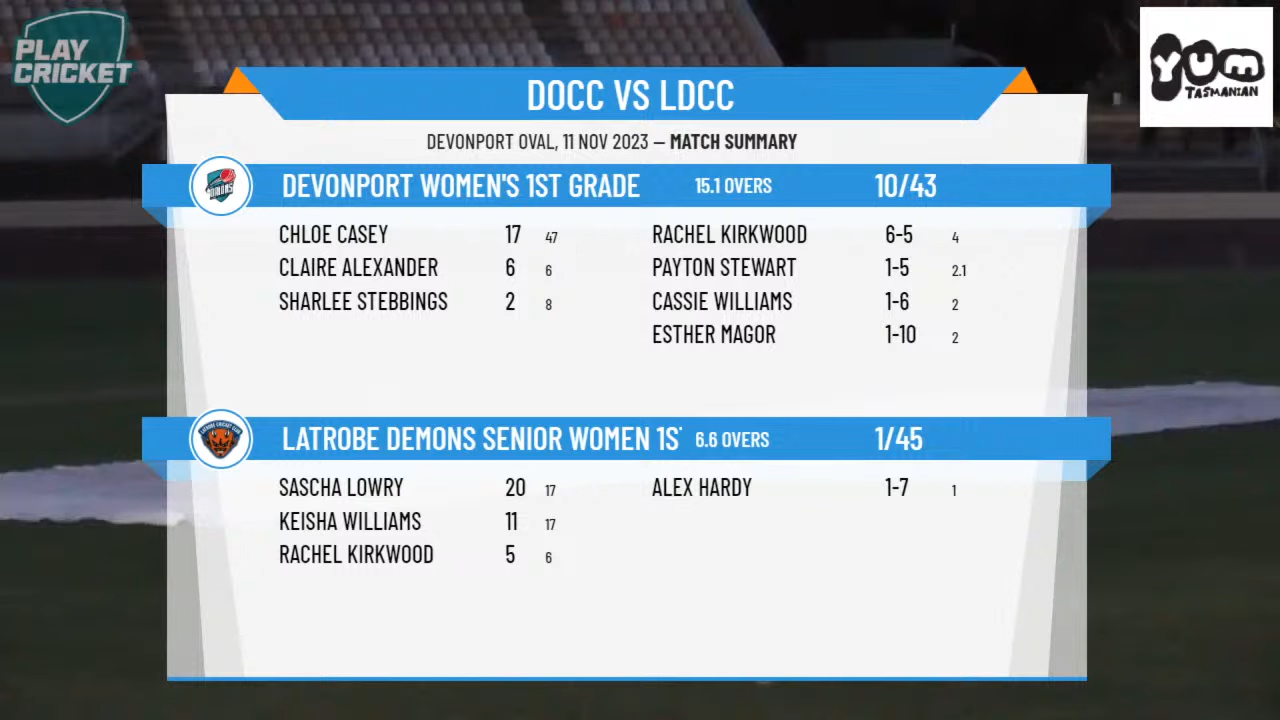 PLAY
CRICKET
YUM
TASMANIAN
DOCC VS LDCC
DEVONPORT OVAL, 11 NOV 2023 – MATCH SUMMARY
DEVONPORT WOMEN'S 1ST GRADE 15.1 OVERS 10/43
CHLOE CASEY 17 47 RACHEL KIRKWOOD 6-5 4
CLAIRE ALEXANDER 6 6 PAYTON STEWART 1-5 2.1
SHARLEE STEBBINGS 2 8 CASSIE WILLIAMS 1-6 2
ESTHER MAGOR 1-10 2
LATROBE CRICKET CLUB
LATROBE DEMONS SENIOR WOMEN 1S 6.6 OVERS 1/45
SASCHA LOWRY 20 17 ALEX HARDY 1-7 1
KEISHA WILLIAMS 11 17
RACHEL KIRKWOOD 5 6